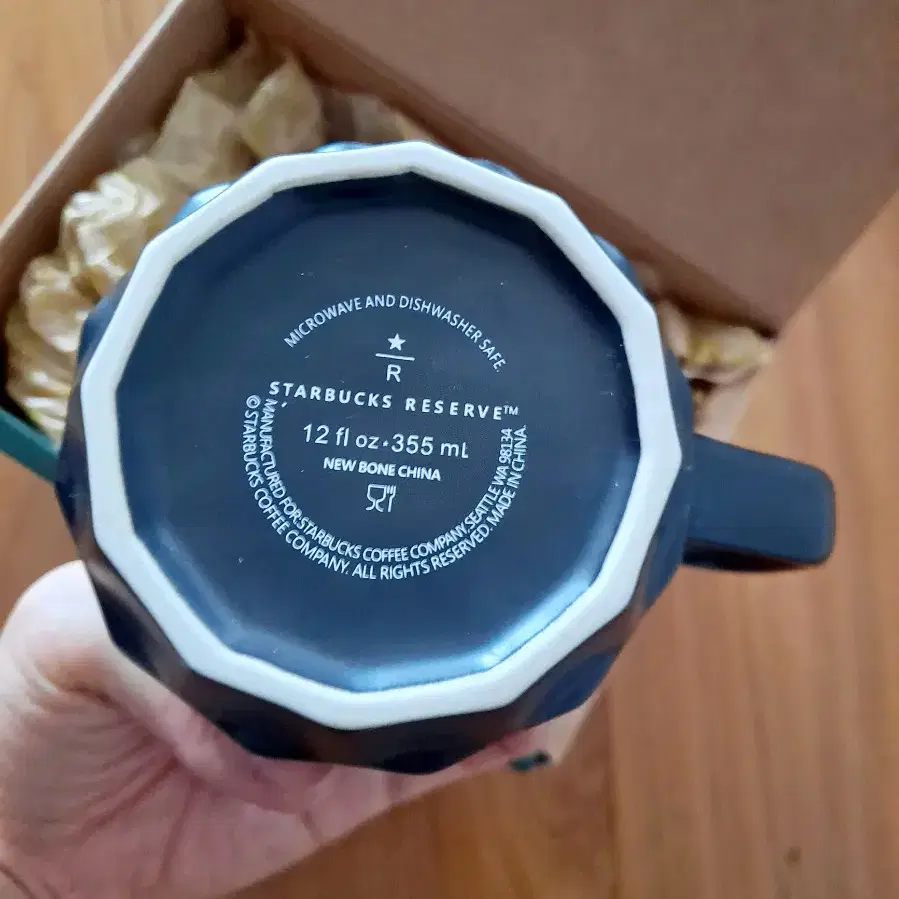 MICROWAVE AND DISHWASHER SAFE.
★
R
STARBUCKS RESERVE™
12 fl oz · 355 mL
NEW BONE CHINA
MANUFACTURED FOR STARBUCKS COFFEE COMPANY, SEATTLE WA 98134
©STARBUCKS COFFEE COMPANY. ALL RIGHTS RESERVED. MADE IN CHINA.